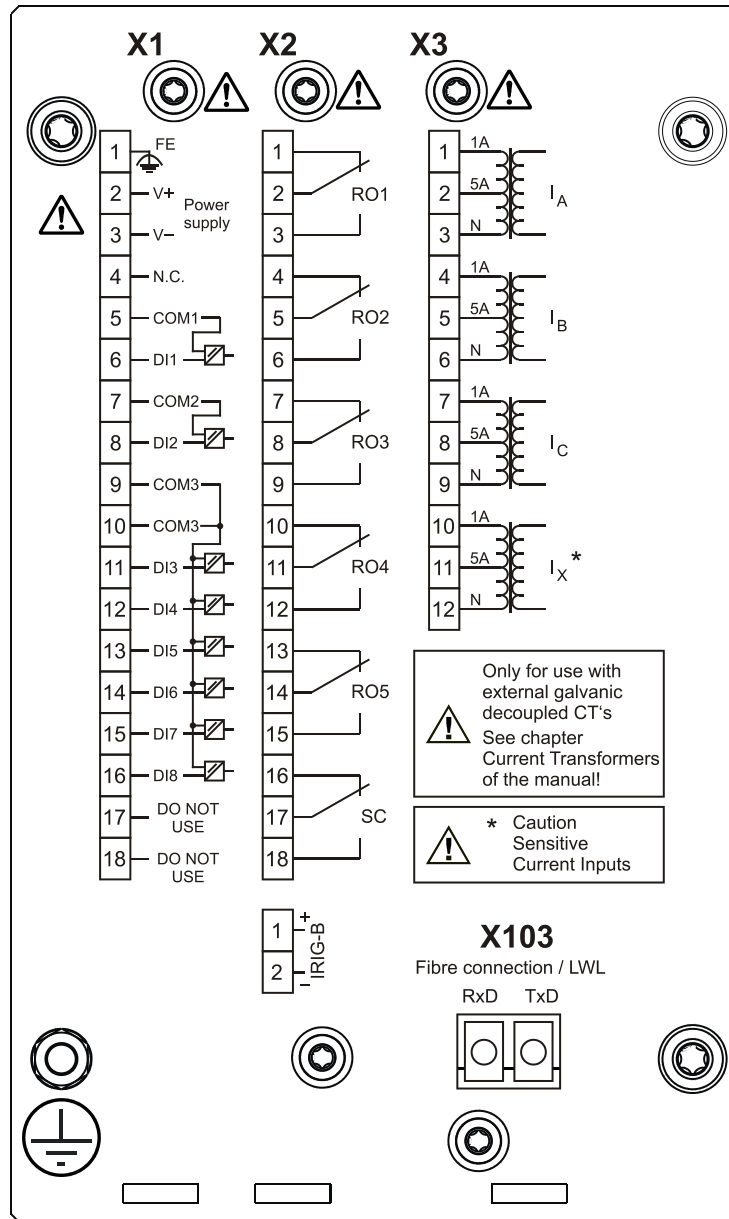 X1 X2 X3
1 FE
2 V+
Power
supply
3 V–
4 N.C.
5 COM1
6 DI1
7 COM2
8 DI2
9 COM3
10 COM3
11 DI3
12 DI4
13 DI5
14 DI6
15 DI7
16 DI8
17 DO NOT
USE
18 DO NOT
USE
1
2 RO1
3
4
5 RO2
6
7
8 RO3
9
10
11 RO4
12
13
14 RO5
15
16
17 SC
18
1 +
2 –
IRIG-B
1 1A
2 5A IA
3 N
4 1A
5 5A IB
6 N
7 1A
8 5A IC
9 N
10 1A
11 5A IX *
12 N
Only for use with
external galvanic
decoupled CT‘s
See chapter
Current Transformers
of the manual!
* Caution
Sensitive
Current Inputs
X103
Fibre connection / LWL
RxD TxD